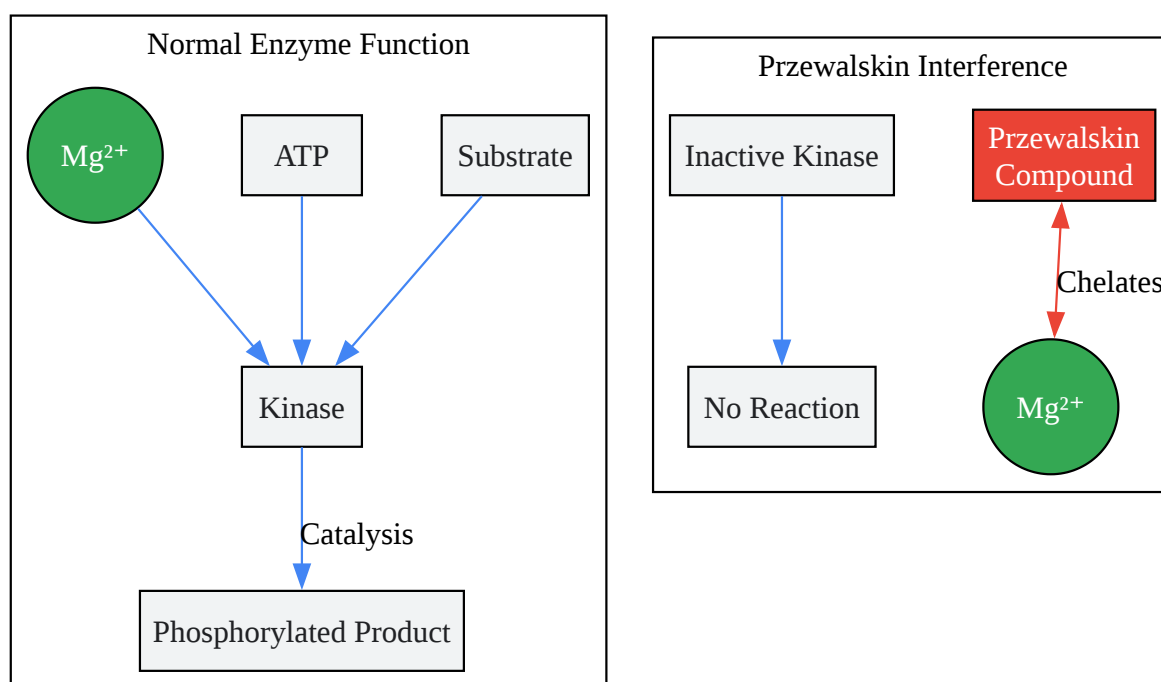 Normal Enzyme Function
Mg²⁺
ATP
Substrate
Kinase
Catalysis
Phosphorylated Product
Przewalskin Interference
Inactive Kinase
Przewalskin
Compound
Chelates
No Reaction
Mg²⁺